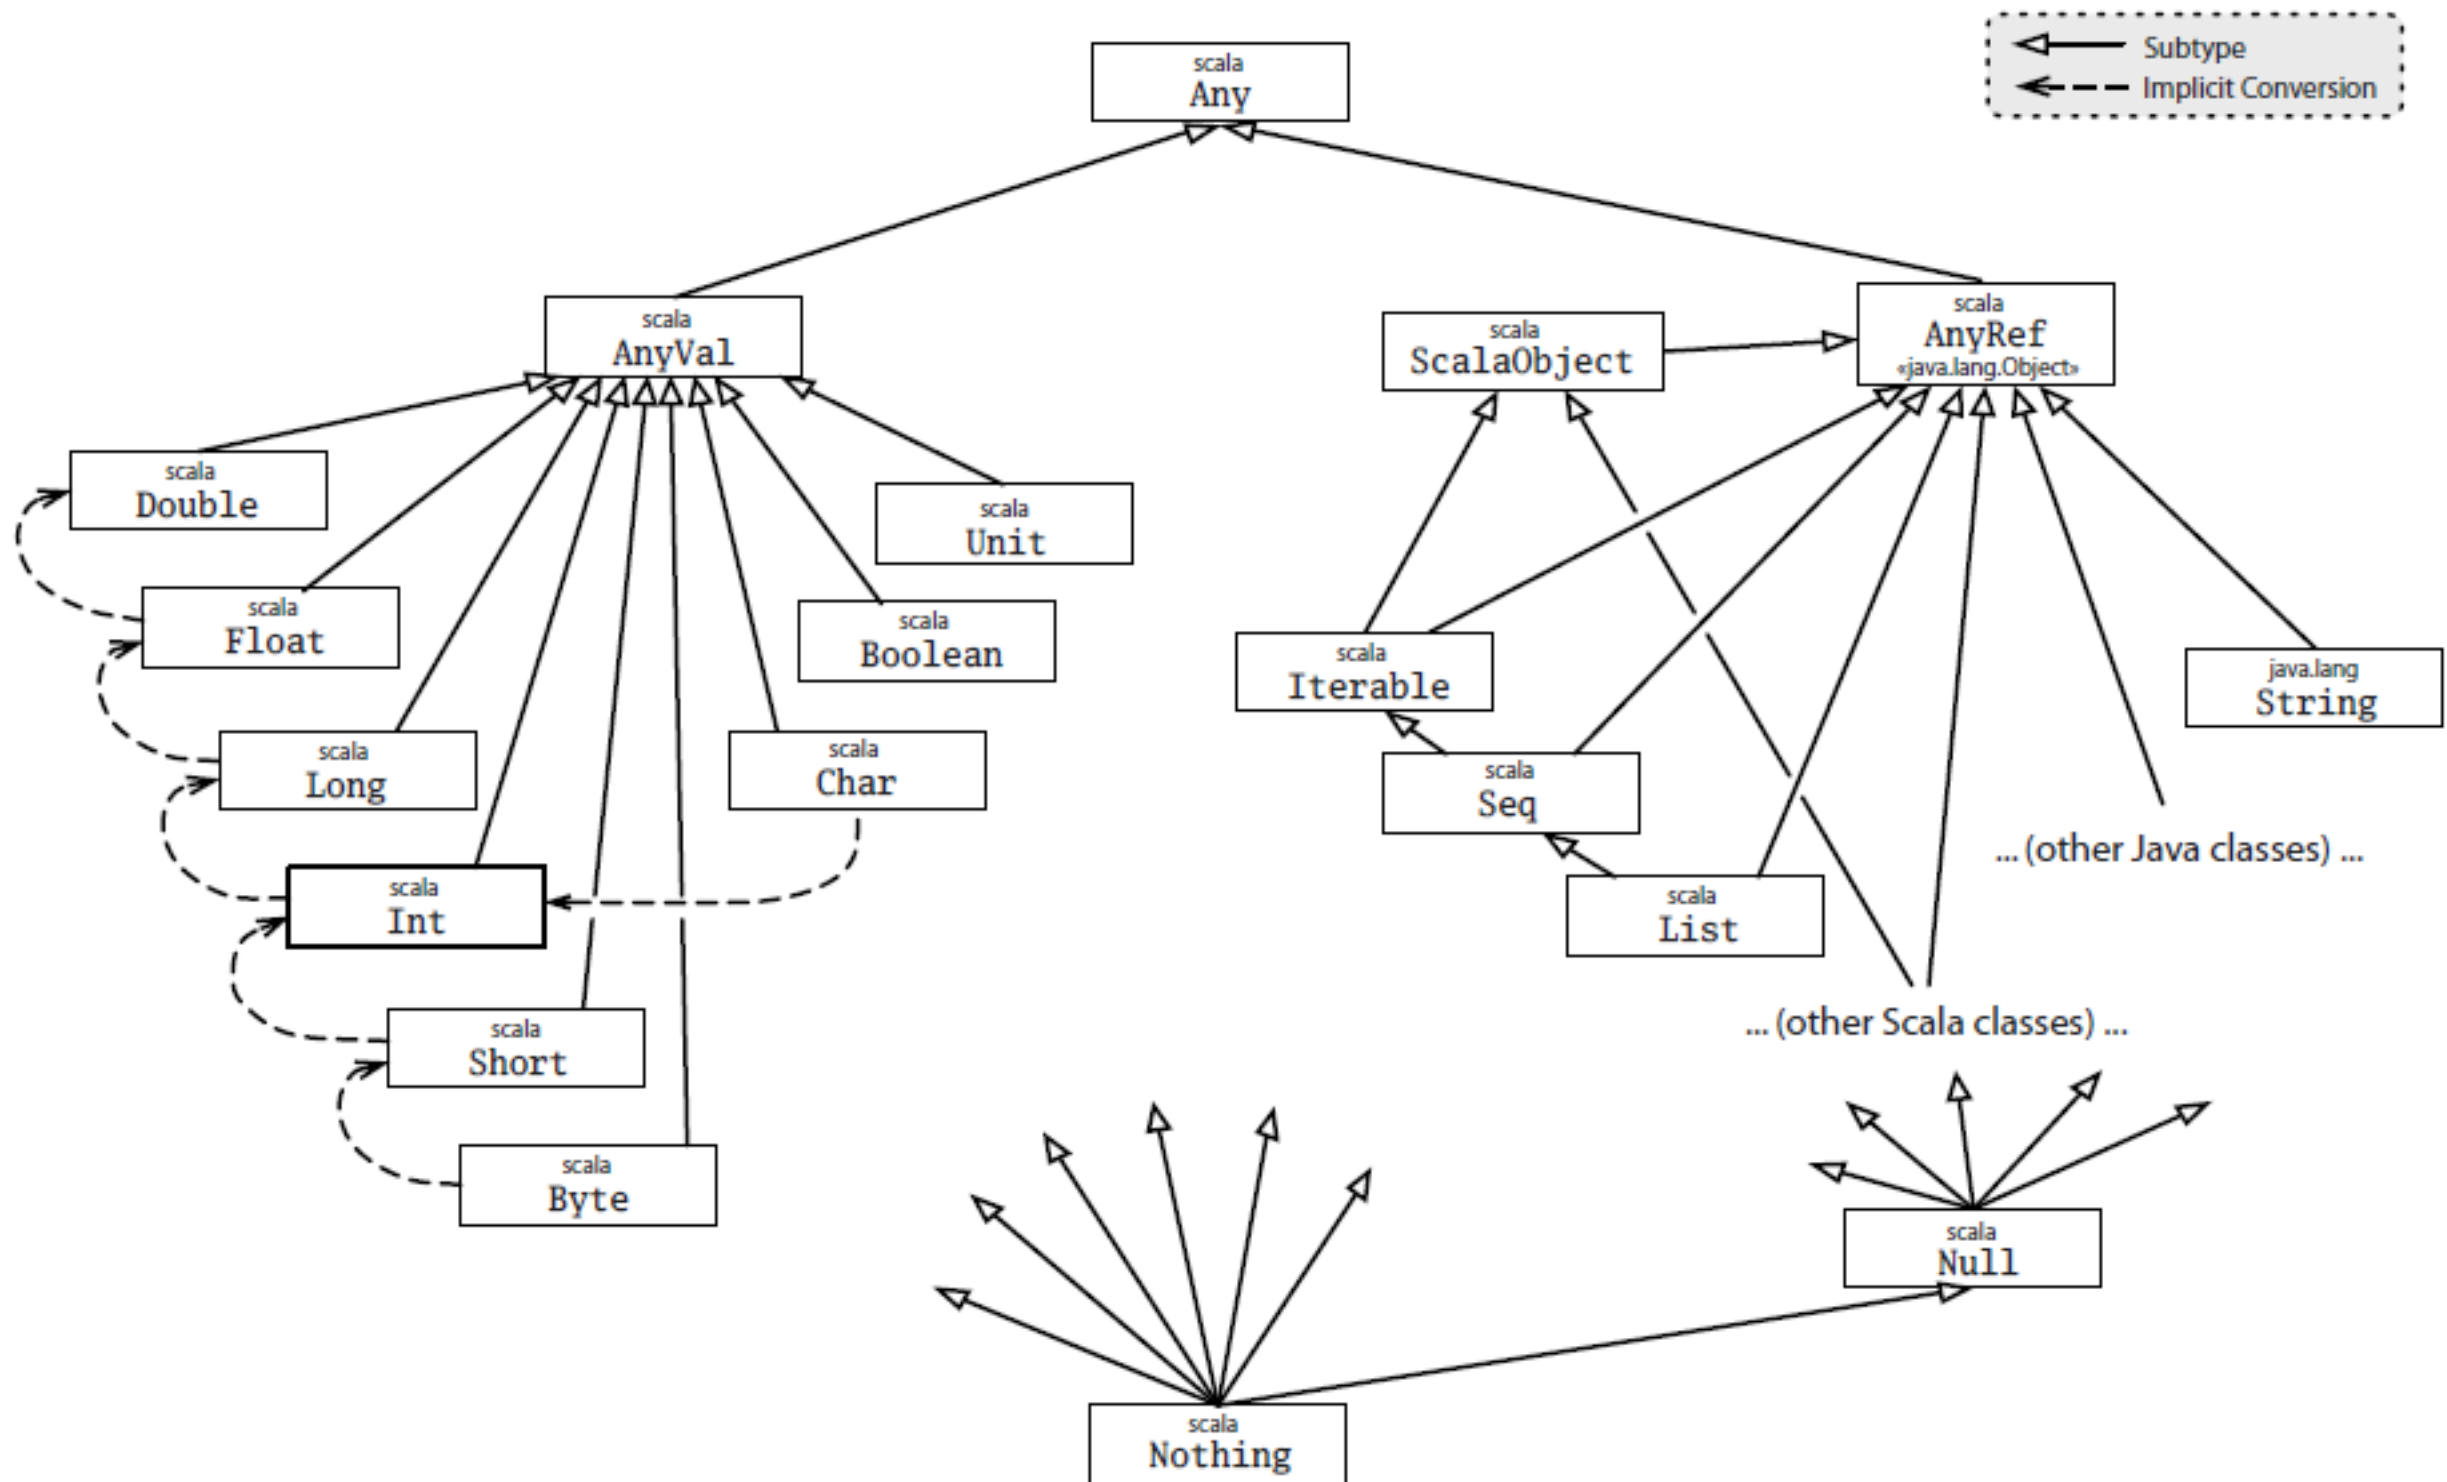 Subtype
Implicit Conversion
scala
Any
scala
AnyVal
scala
ScalaObject
scala
AnyRef
«java.lang.Object»
scala
Double
scala
Unit
scala
Float
scala
Boolean
scala
Iterable
java.lang
String
scala
Long
scala
Char
scala
Seq
... (other Java classes) ...
scala
Int
scala
List
scala
Short
... (other Scala classes) ...
scala
Byte
scala
Null
scala
Nothing